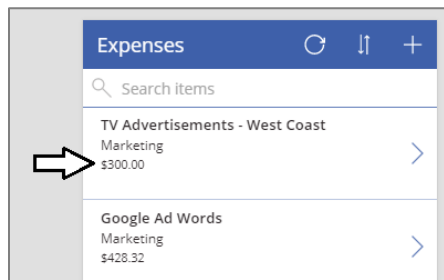 Expenses
Search items
TV Advertisements - West Coast
Marketing
$300.00
Google Ad Words
Marketing
$428.32